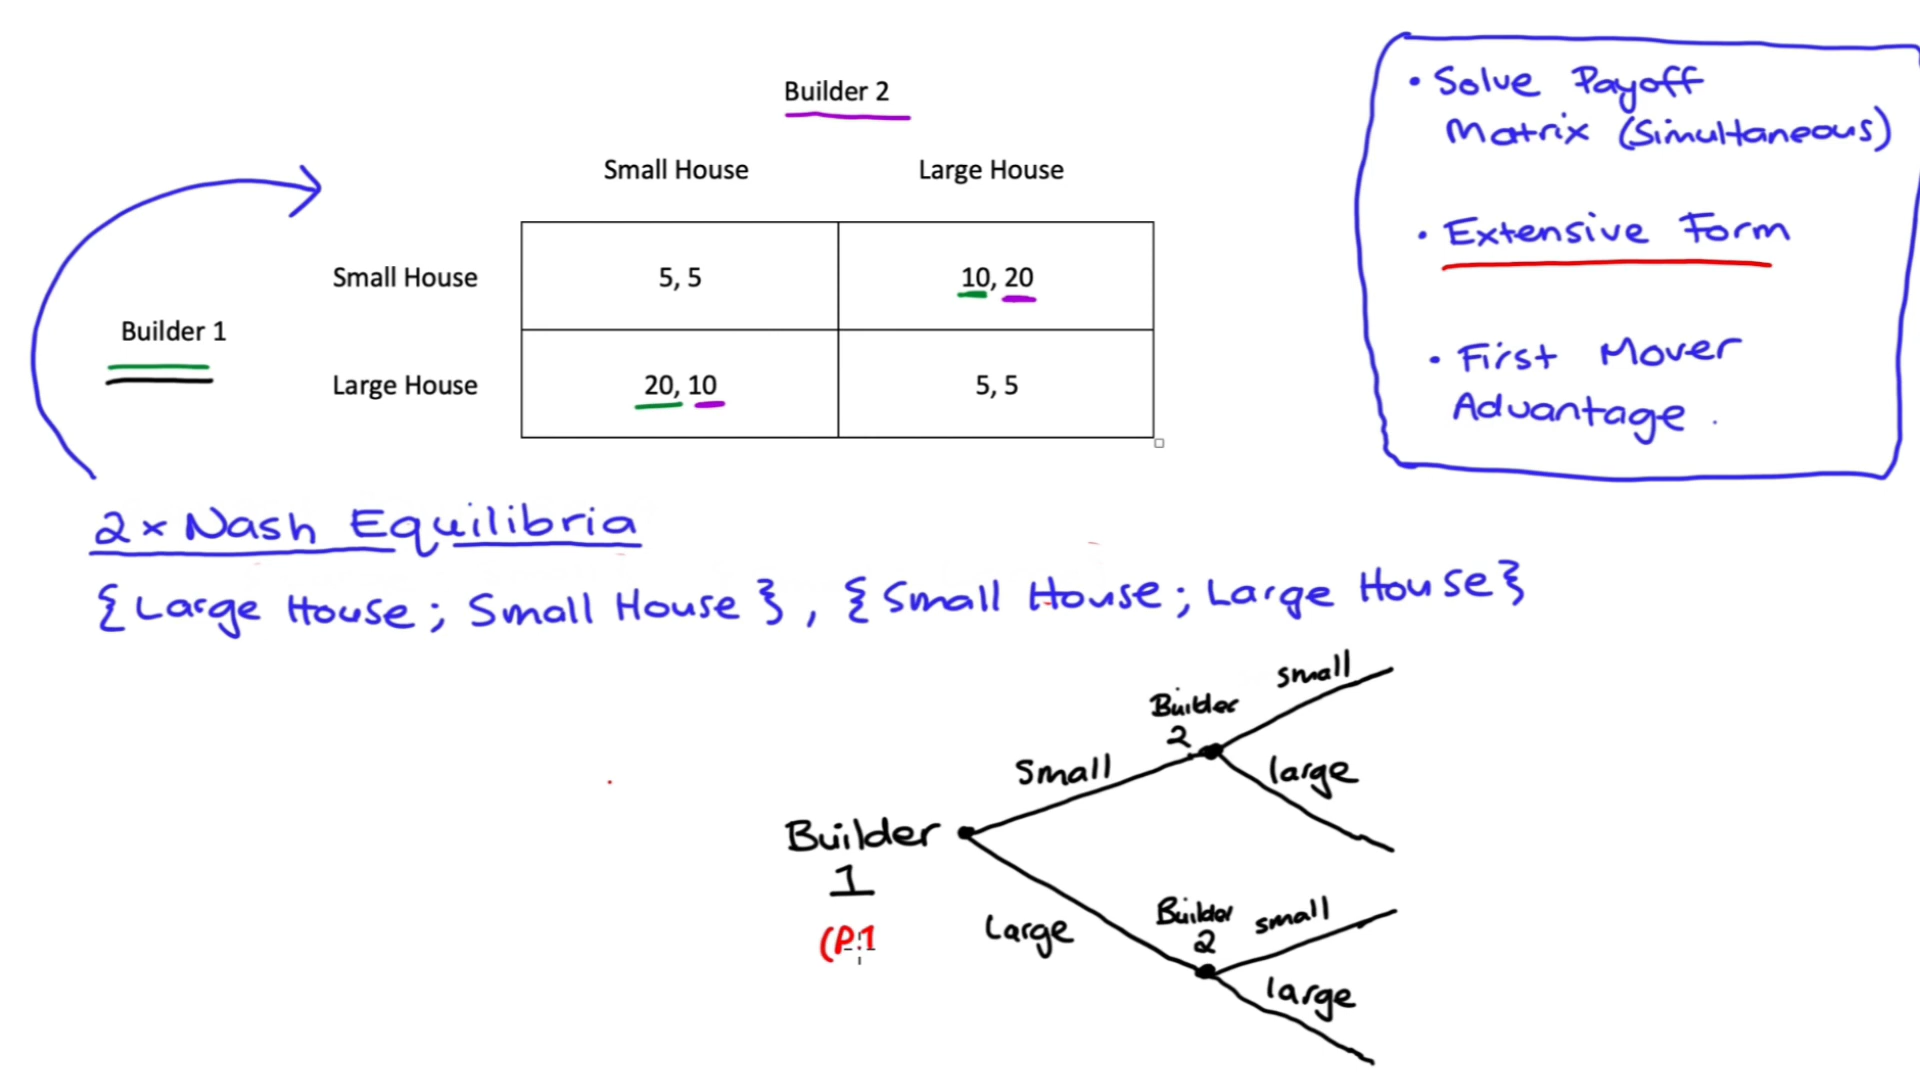 Builder 2
Small House Large House
Small House 5, 5 10, 20
Builder 1
Large House 20, 10 5, 5
• Solve Payoff
Matrix (Simultaneous)
• Extensive Form
• First Mover
Advantage.
2 x Nash Equilibria
{Large House; Small House}, {Small House; Large House}
Builder
1
(P.1
Small
Large
Builder
2
small
large
Builder
2
small
large